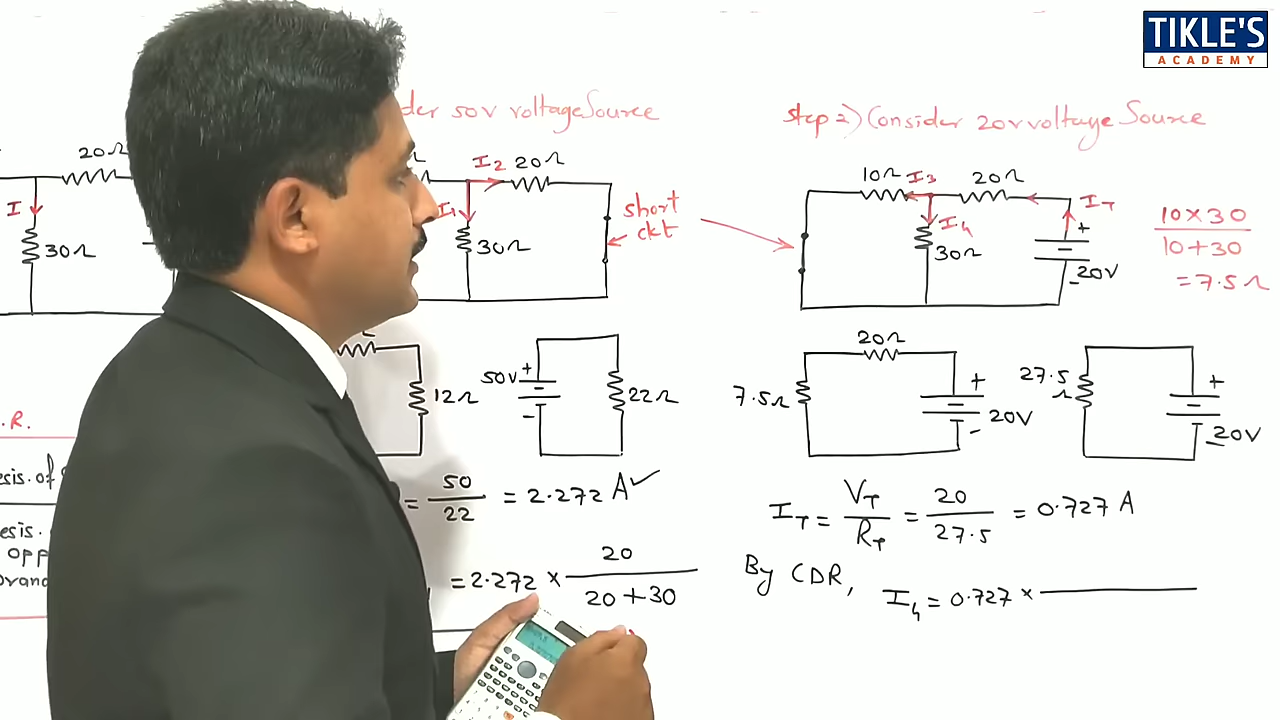 TIKLE'S
ACADEMY
der 50V voltage Source
Step 2) Consider 20V voltage Source
20Ω
I
30Ω
I2 20Ω
I1
30Ω
short
ckt
10Ω I3 20Ω
IT
I4
30Ω
+
-20V
10×30
10+30
=7.5Ω
12Ω
50V +
-
22Ω
20Ω
7.5Ω
+
20V
-
27.5
Ω
+
20V
-
.R.
esis. of
esis.
opp
bran
= 50/22 = 2.272 A✓
= 2.272 × 20/20+30
IT = VT/RT = 20/27.5 = 0.727 A
By CDR,
I4 = 0.727 ×